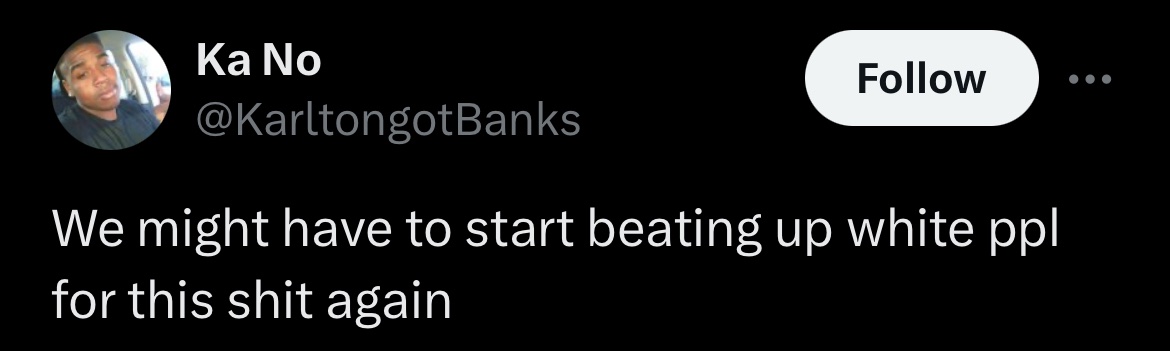 Ka No
@KarltongotBanks
Follow
We might have to start beating up white ppl
for this shit again